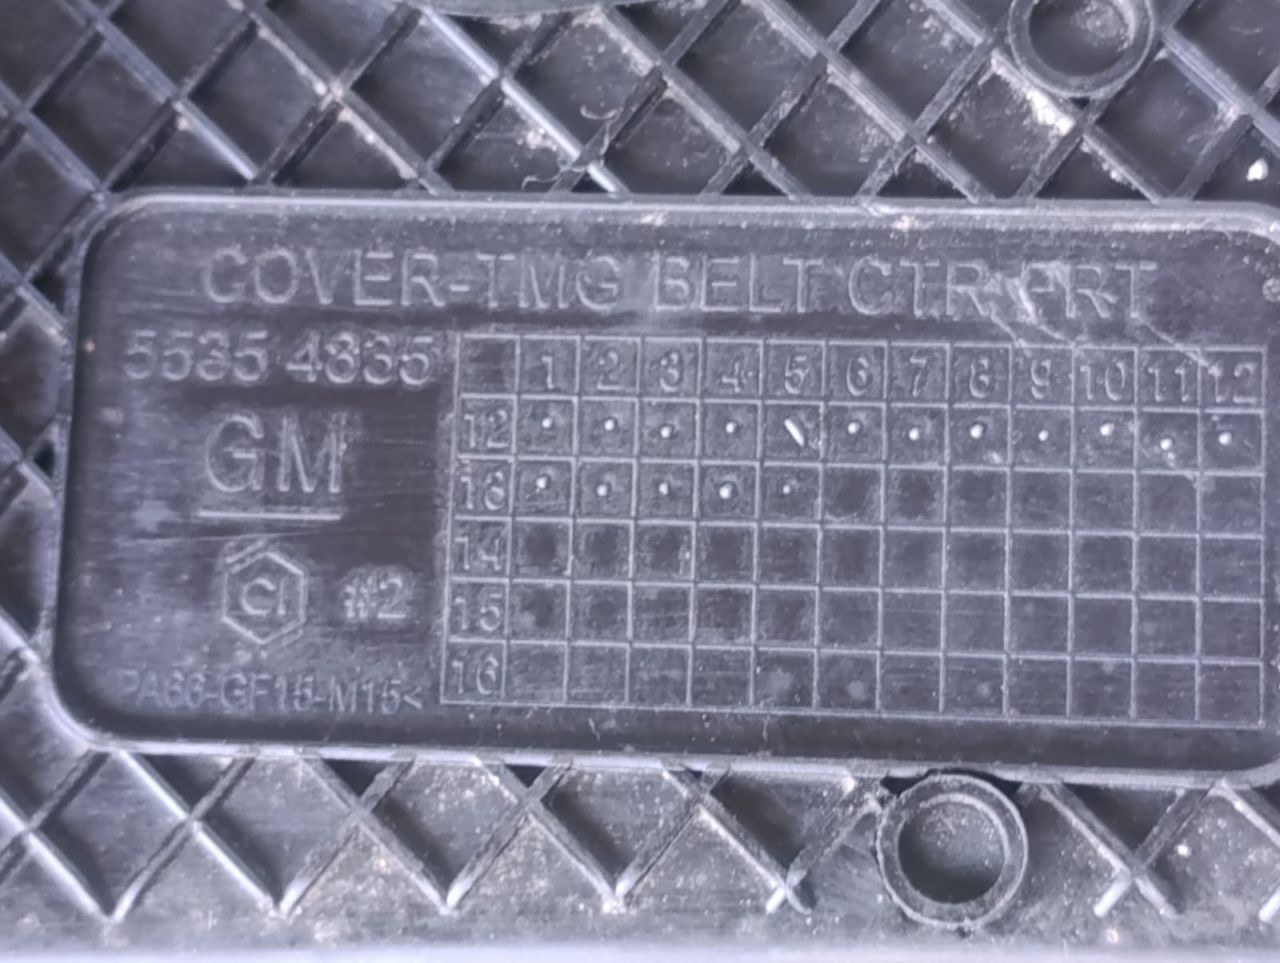 COVER-TMG BELT CTR FRT
5535 4835
GM
CI #2
PA66-GF15-M15<
1 2 3 4 5 6 7 8 9 10 11 12
12
13
14
15
16